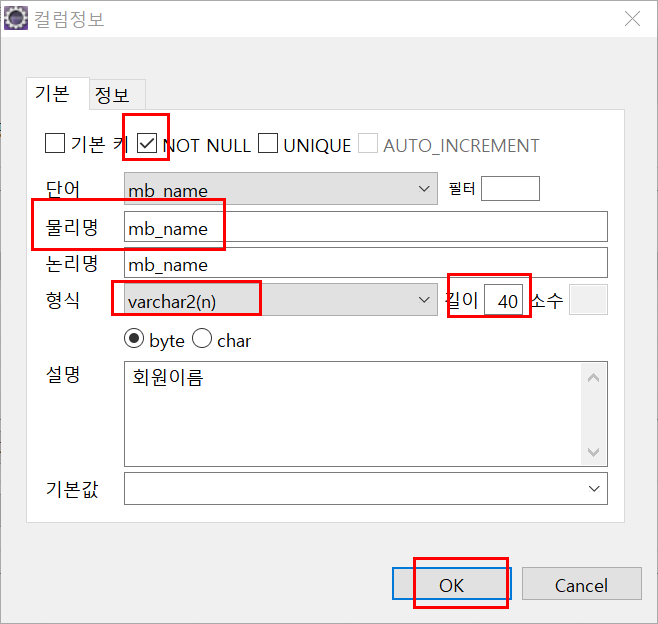 컬럼정보
기본 정보
기본 키 NOT NULL UNIQUE AUTO_INCREMENT
단어 mb_name 필터
물리명 mb_name
논리명 mb_name
형식 varchar2(n) 길이 40 소수
byte char
설명 회원이름
기본값
OK Cancel